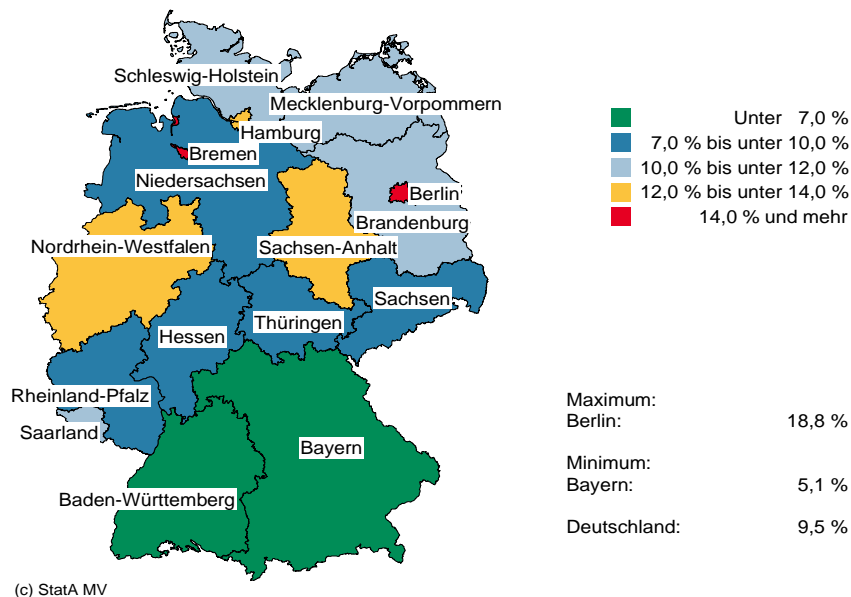 Schleswig-Holstein
Mecklenburg-Vorpommern
Hamburg
Bremen
Niedersachsen
Berlin
Brandenburg
Nordrhein-Westfalen
Sachsen-Anhalt
Sachsen
Thüringen
Hessen
Rheinland-Pfalz
Saarland
Bayern
Baden-Württemberg
Unter 7,0 %
7,0 % bis unter 10,0 %
10,0 % bis unter 12,0 %
12,0 % bis unter 14,0 %
14,0 % und mehr
Maximum:
Berlin: 18,8 %
Minimum:
Bayern: 5,1 %
Deutschland: 9,5 %
(c) StatA MV